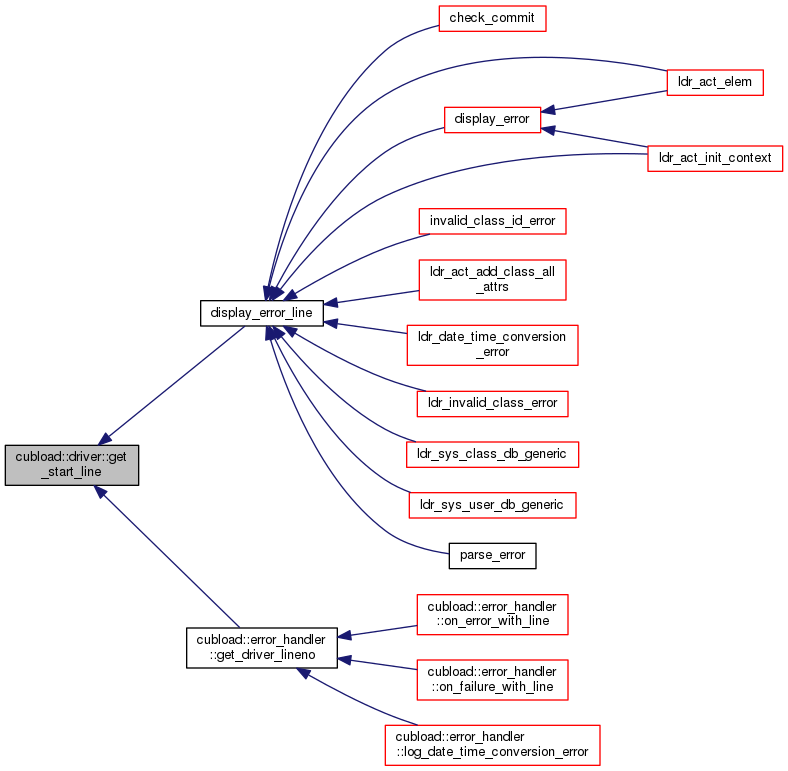 check_commit
ldr_act_elem
display_error
ldr_act_init_context
invalid_class_id_error
ldr_act_add_class_all
_attrs
display_error_line
ldr_date_time_conversion
_error
ldr_invalid_class_error
ldr_sys_class_db_generic
cubload::driver::get
_start_line
ldr_sys_user_db_generic
parse_error
cubload::error_handler
::on_error_with_line
cubload::error_handler
::get_driver_lineno
cubload::error_handler
::on_failure_with_line
cubload::error_handler
::log_date_time_conversion_error